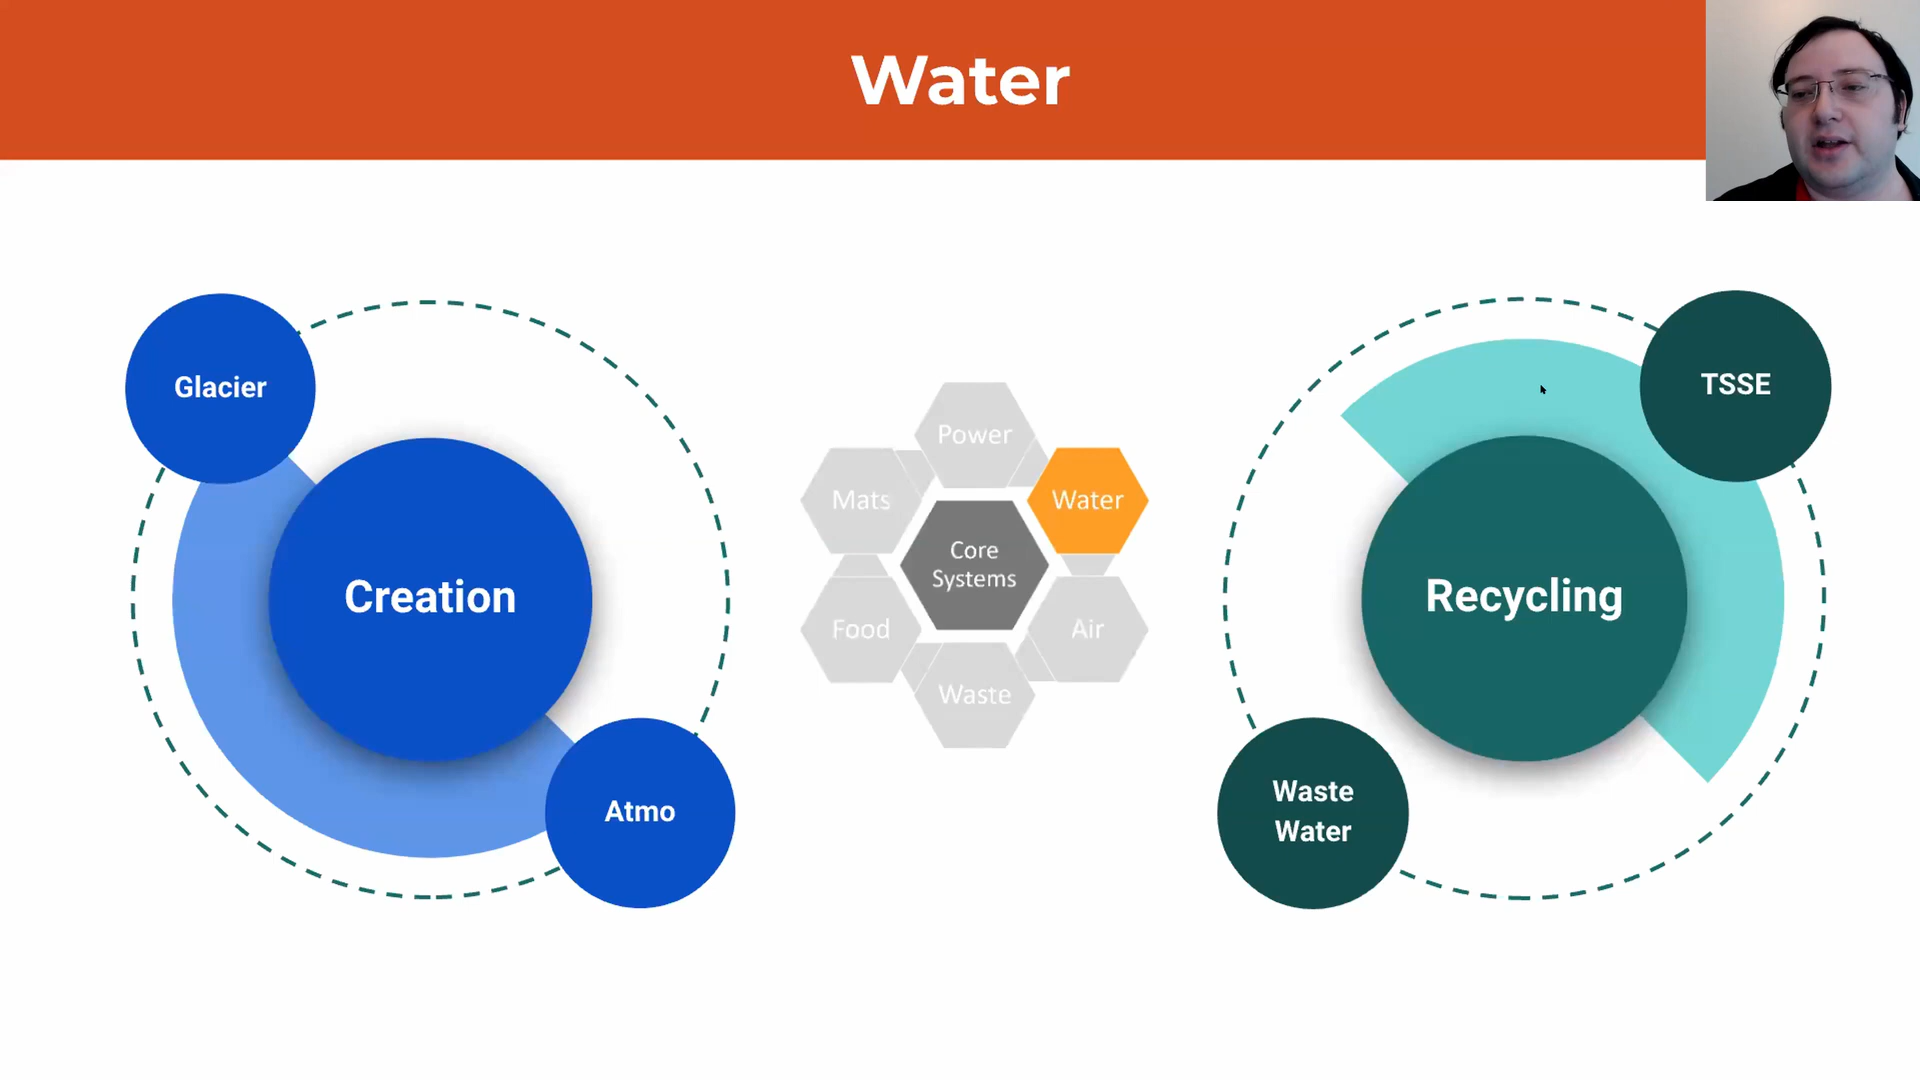 Water
Glacier
Creation
Atmo
Power
Mats
Water
Core
Systems
Food
Air
Waste
TSSE
Recycling
Waste
Water